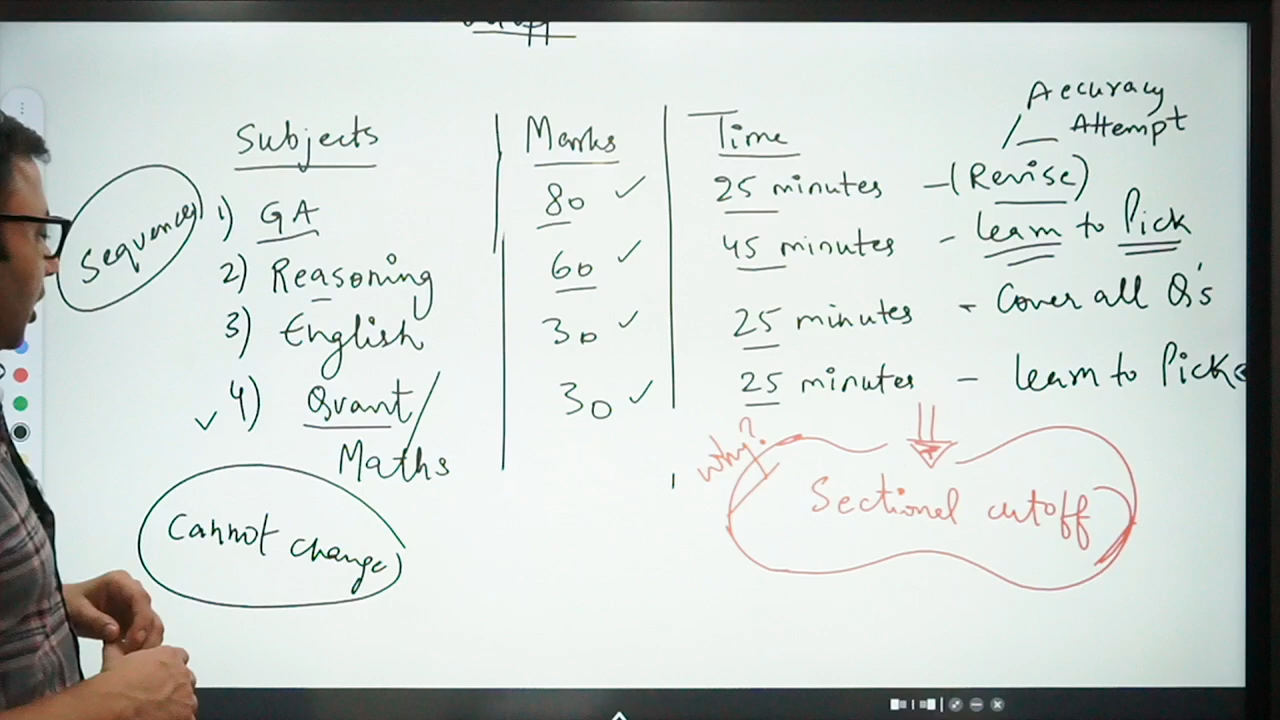 Accuracy
Attempt
Subjects Marks Time
Sequence 1) GA 80 ✓ 25 minutes - (Revise)
2) Reasoning 60 ✓ 45 minutes - learn to Pick
3) English 30 ✓ 25 minutes - Cover all Q's
✓ 4) Quant/ 30 ✓ 25 minutes - learn to Pick
Maths
Why?
Sectional cutoff
Cannot change